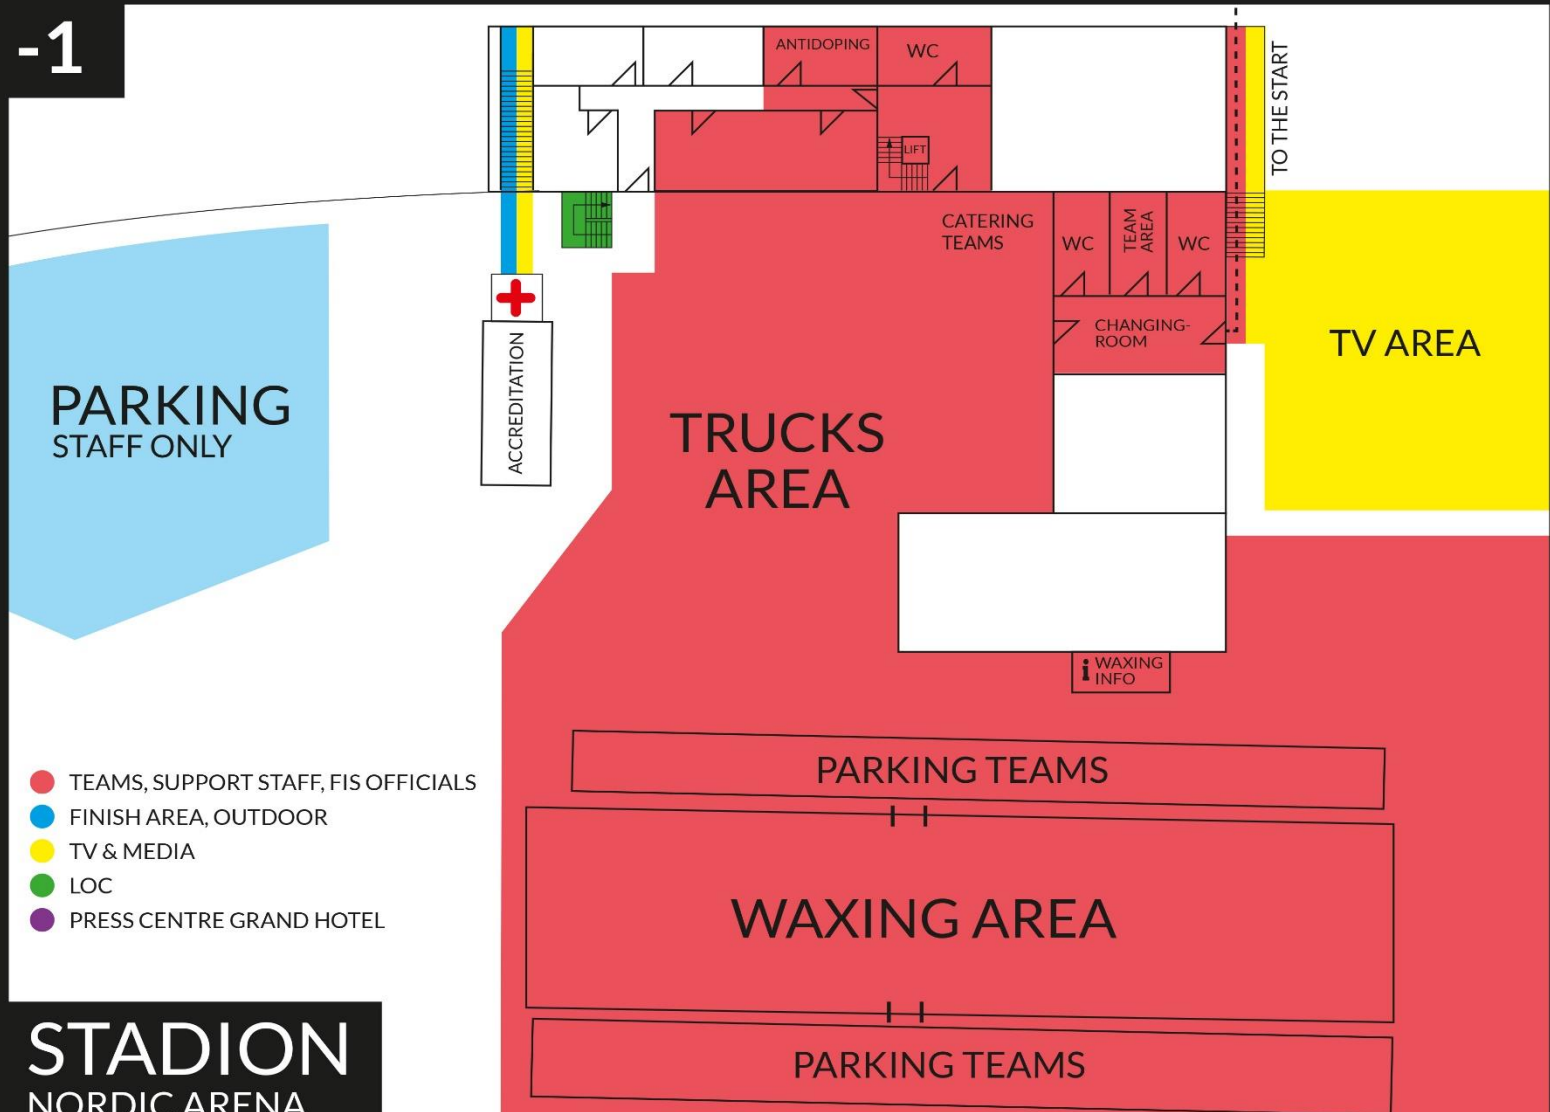 -1
ANTIDOPING
WC
LIFT
TO THE START
CATERING
TEAMS
WC
TEAM
AREA
WC
CHANGING-
ROOM
TV AREA
PARKING
STAFF ONLY
ACCREDITATION
TRUCKS
AREA
i WAXING
INFO
PARKING TEAMS
WAXING AREA
PARKING TEAMS
TEAMS, SUPPORT STAFF, FIS OFFICIALS
FINISH AREA, OUTDOOR
TV & MEDIA
LOC
PRESS CENTRE GRAND HOTEL
STADION
NORDIC ARENA